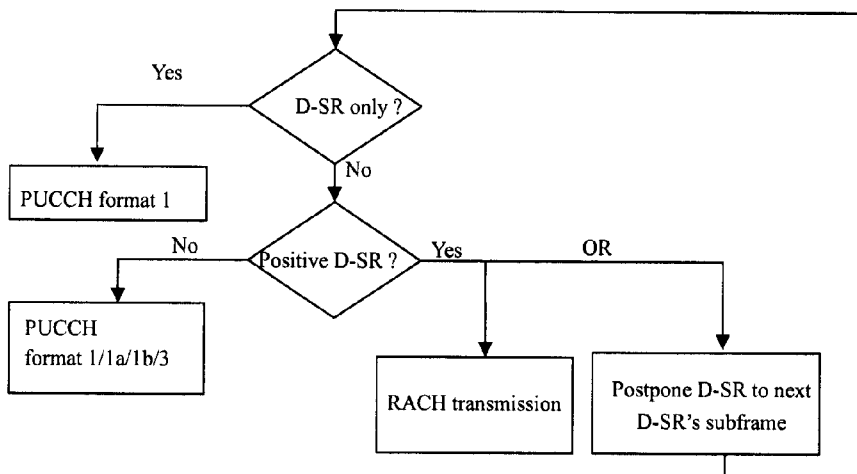 Yes
D-SR only ?
No
PUCCH format 1
No
Positive D-SR ?
Yes
OR
PUCCH
format 1/1a/1b/3
RACH transmission
Postpone D-SR to next
D-SR's subframe